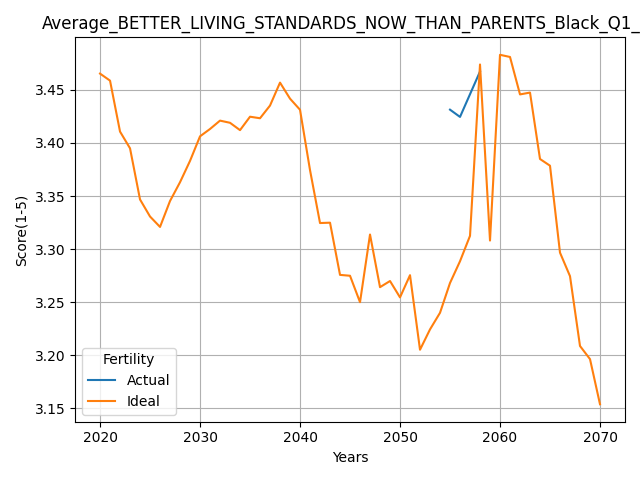 Average_BETTER_LIVING_STANDARDS_NOW_THAN_PARENTS_Black_Q1_
Score(1-5)
3.45
3.40
3.35
3.30
3.25
3.20
3.15
Fertility
Actual
Ideal
2020 2030 2040 2050 2060 2070
Years